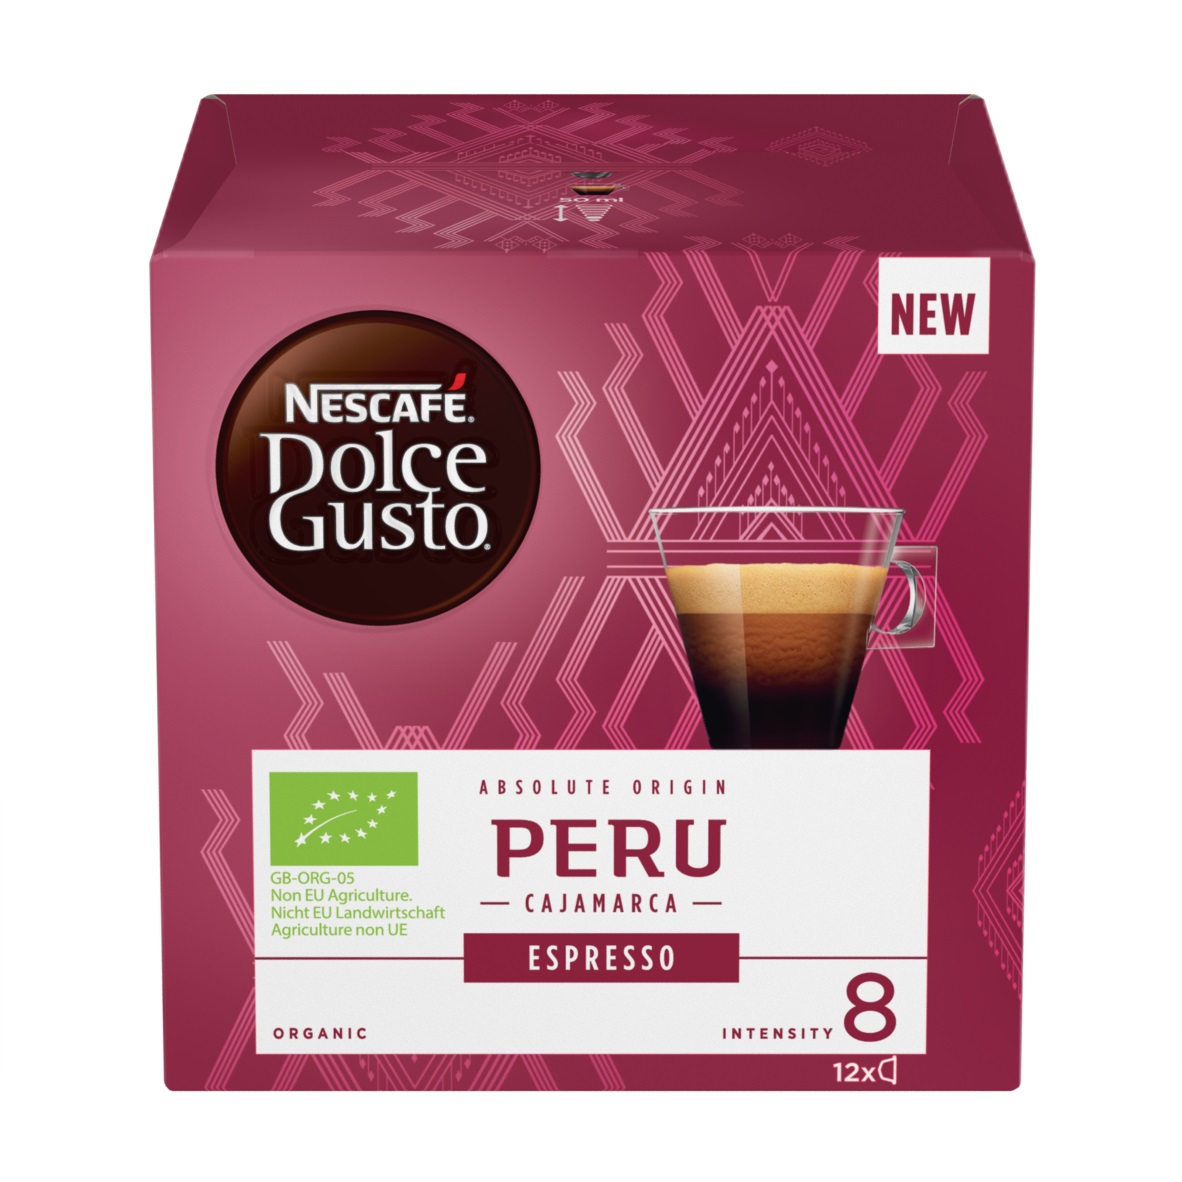 50 ml
NEW
NESCAFÉ®
DOLCE
GUSTO®
ABSOLUTE ORIGIN
PERU
CAJAMARCA
ESPRESSO
GB-ORG-05
Non EU Agriculture.
Nicht EU Landwirtschaft
Agriculture non UE
ORGANIC
INTENSITY 8
12x